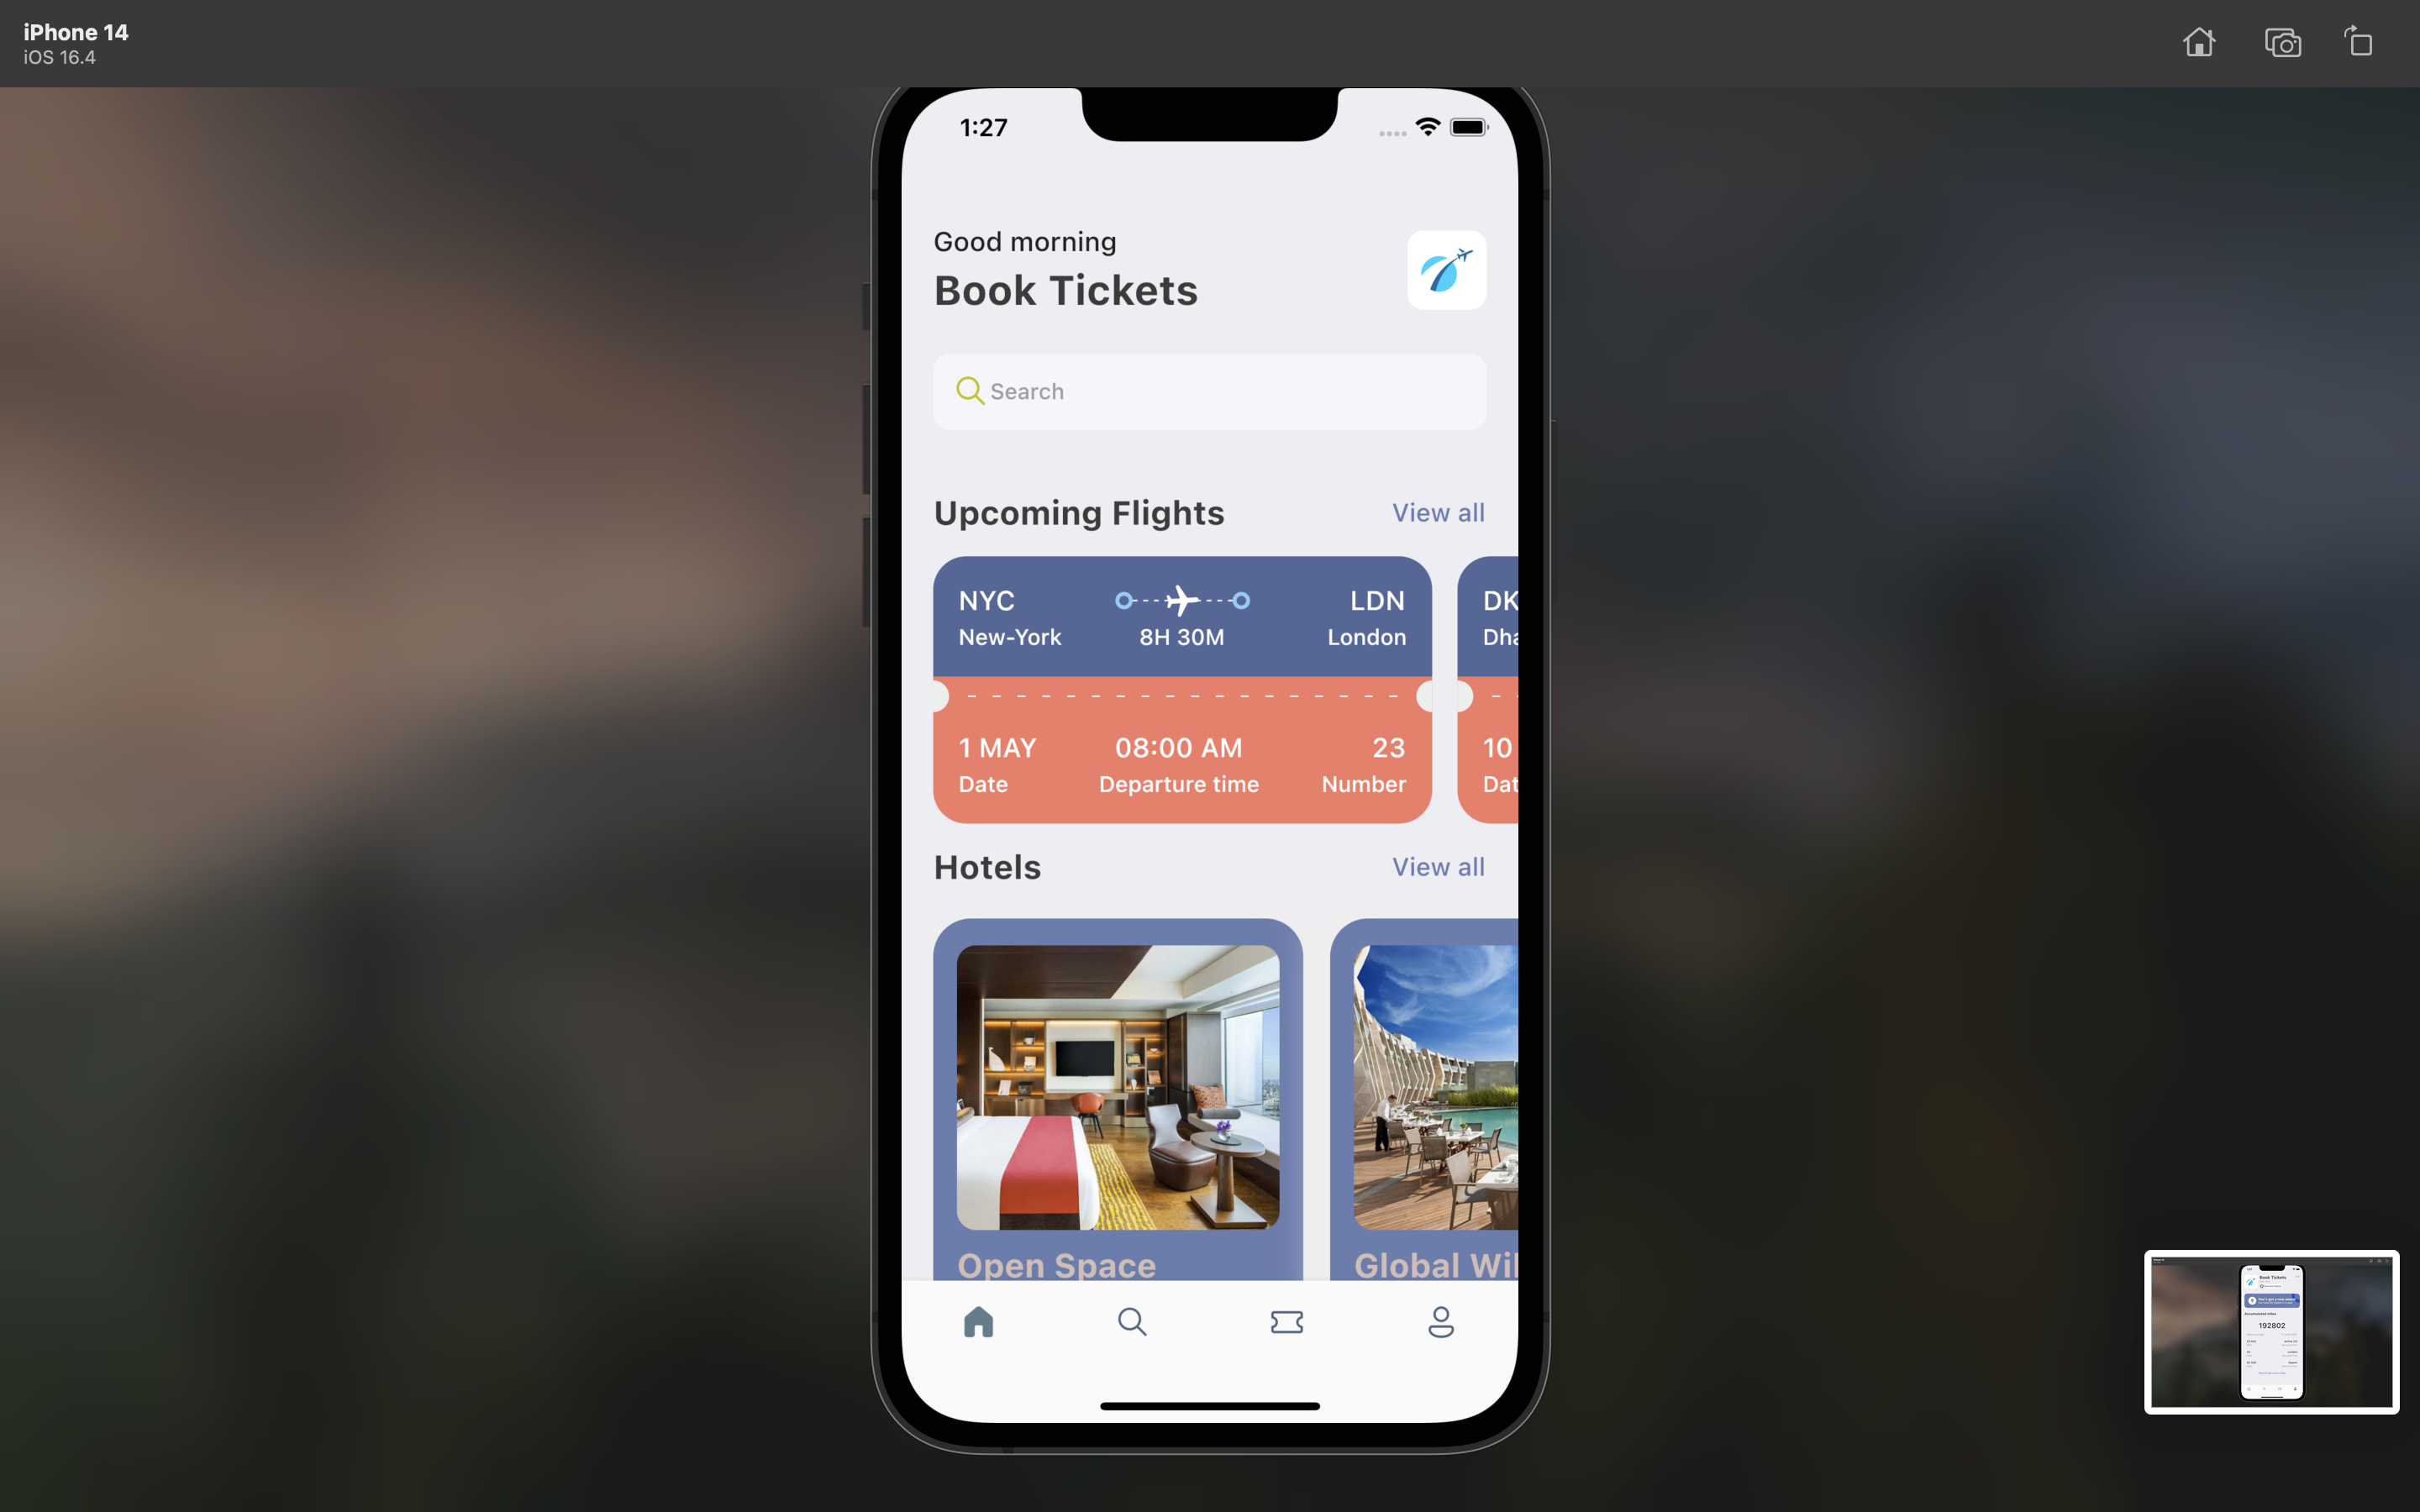 iPhone 14
iOS 16.4
1:27
Good morning
Book Tickets
Search
Upcoming Flights View all
NYC LDN DK
New-York 8H 30M London Dha
1 MAY 08:00 AM 23 10
Date Departure time Number Dat
Hotels View all
Open Space Global Wil
Book Tickets
192802